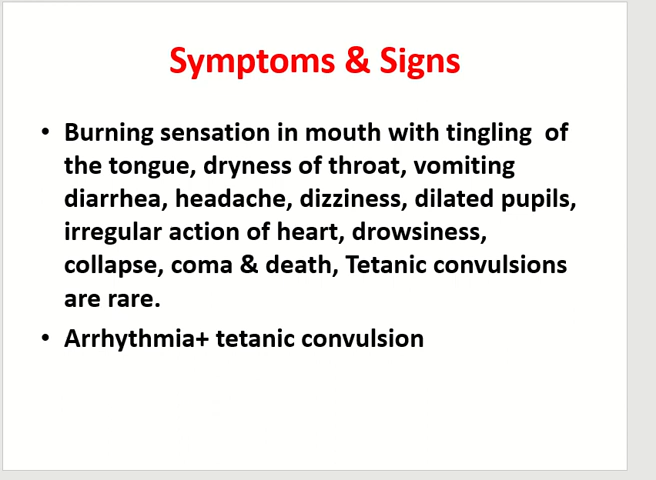 Symptoms & Signs
• Burning sensation in mouth with tingling  of
the tongue, dryness of throat, vomiting
diarrhea, headache, dizziness, dilated pupils,
irregular action of heart, drowsiness,
collapse, coma & death, Tetanic convulsions
are rare.
• Arrhythmia+ tetanic convulsion